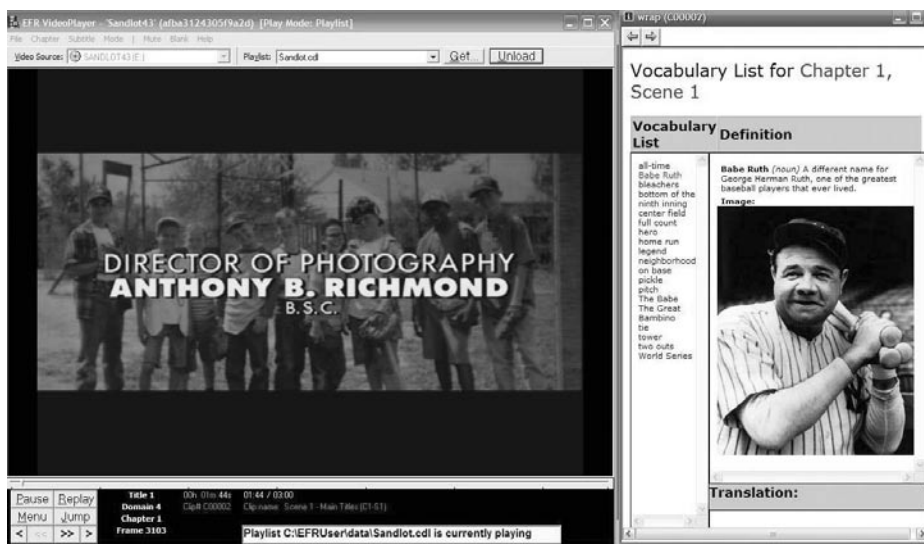 EFR VideoPlayer - 'Sandlot43' (afba3124305f9a2d) [Play Mode: Playlist]
File Chapter Subtitle Mode | Mute Blank Help
Video Source: SANDLOT43 (E:) Playlist: Sandlot.cdl Get... Unload
DIRECTOR OF PHOTOGRAPHY
ANTHONY B. RICHMOND
B.S.C.
Pause Replay
Menu Jump
< << >> >
Title 1
Domain 4
Chapter 1
Frame 3103
00h 01m 44s 01:44 / 03:00
Clip# C00002 Clip name: Scene 1 - Main Titles (C1-S1)
Playlist C:\EFRUser\data\Sandlot.cdl is currently playing
wrap (C00002)
Vocabulary List for Chapter 1,
Scene 1
Vocabulary
List
Definition
all-time
Babe Ruth
bleachers
bottom of the
ninth inning
center field
full count
hero
home run
legend
neighborhood
on base
pickle
pitch
The Babe
The Great
Bambino
tie
tower
two outs
World Series
Babe Ruth (noun) A different name for
George Herman Ruth, one of the greatest
baseball players that ever lived.
Image:
Translation: